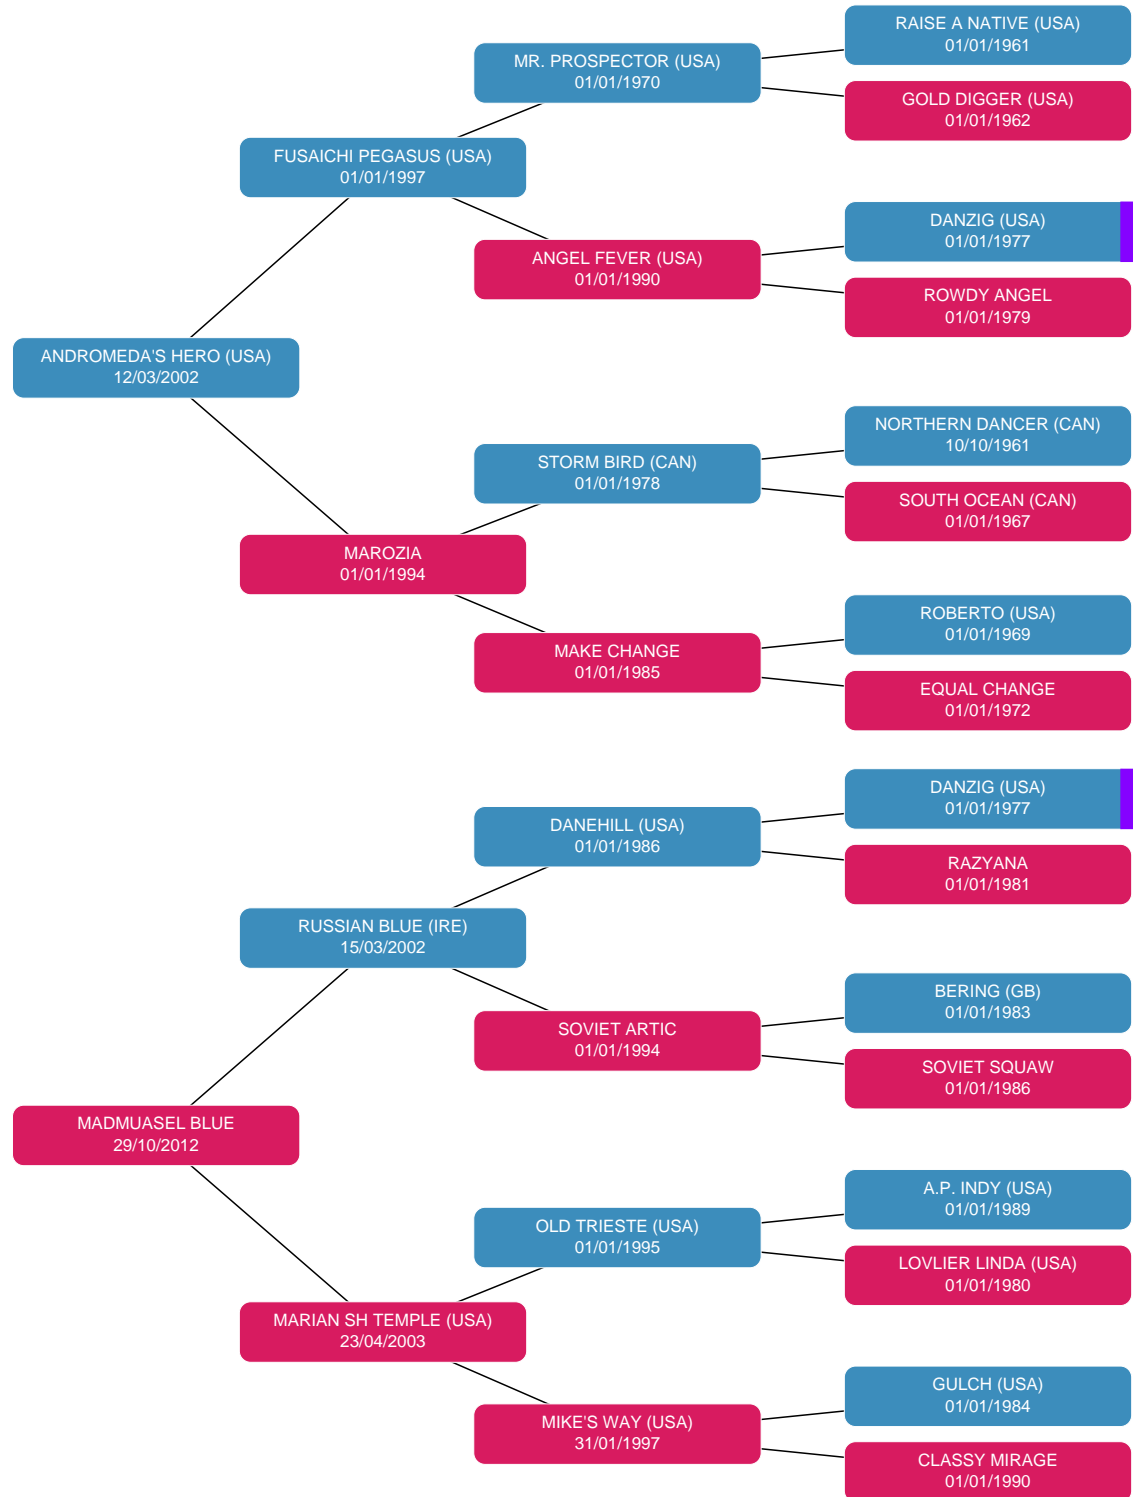 RAISE A NATIVE (USA)
01/01/1961
MR. PROSPECTOR (USA)
01/01/1970
GOLD DIGGER (USA)
01/01/1962
FUSAICHI PEGASUS (USA)
01/01/1997
DANZIG (USA)
01/01/1977
ANGEL FEVER (USA)
01/01/1990
ROWDY ANGEL
01/01/1979
ANDROMEDA'S HERO (USA)
12/03/2002
NORTHERN DANCER (CAN)
10/10/1961
STORM BIRD (CAN)
01/01/1978
SOUTH OCEAN (CAN)
01/01/1967
MAROZIA
01/01/1994
ROBERTO (USA)
01/01/1969
MAKE CHANGE
01/01/1985
EQUAL CHANGE
01/01/1972
DANZIG (USA)
01/01/1977
DANEHILL (USA)
01/01/1986
RAZYANA
01/01/1981
RUSSIAN BLUE (IRE)
15/03/2002
BERING (GB)
01/01/1983
SOVIET ARTIC
01/01/1994
SOVIET SQUAW
01/01/1986
MADMUASEL BLUE
29/10/2012
A.P. INDY (USA)
01/01/1989
OLD TRIESTE (USA)
01/01/1995
LOVLIER LINDA (USA)
01/01/1980
MARIAN SH TEMPLE (USA)
23/04/2003
GULCH (USA)
01/01/1984
MIKE'S WAY (USA)
31/01/1997
CLASSY MIRAGE
01/01/1990